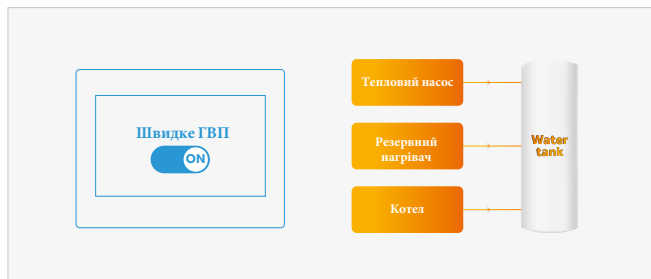 Швидке ГВП
ON
Тепловий насос
Резервний
нагрівач
Котел
Water
tank